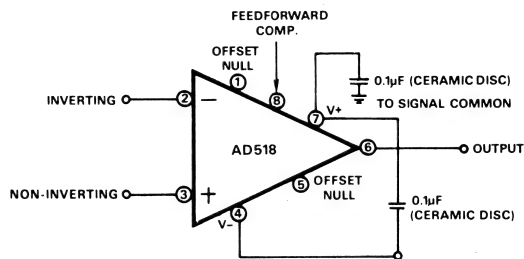 FEEDFORWARD
COMP.
OFFSET
NULL
1
8
0.1µF (CERAMIC DISC)
TO SIGNAL COMMON
7
V+
INVERTING
2
−
AD518
6
OUTPUT
NON-INVERTING
3
+
5
OFFSET
NULL
4
V−
0.1µF
(CERAMIC DISC)